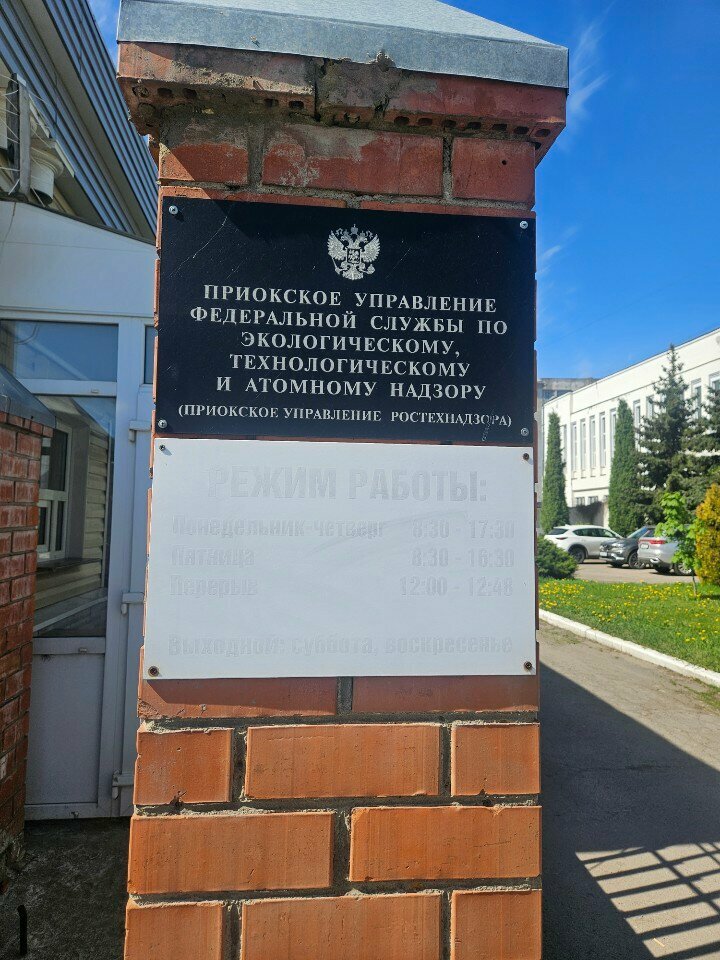 ПРИОКСКОЕ УПРАВЛЕНИЕ
ФЕДЕРАЛЬНОЙ СЛУЖБЫ ПО
ЭКОЛОГИЧЕСКОМУ,
ТЕХНОЛОГИЧЕСКОМУ
И АТОМНОМУ НАДЗОРУ
(ПРИОКСКОЕ УПРАВЛЕНИЕ РОСТЕХНАДЗОРА)
РЕЖИМ РАБОТЫ:
Понедельник-четверг 8:30 - 17:30
Пятница 8:30 - 16:30
Перерыв 12:00 - 12:48
Выходной: суббота, воскресенье